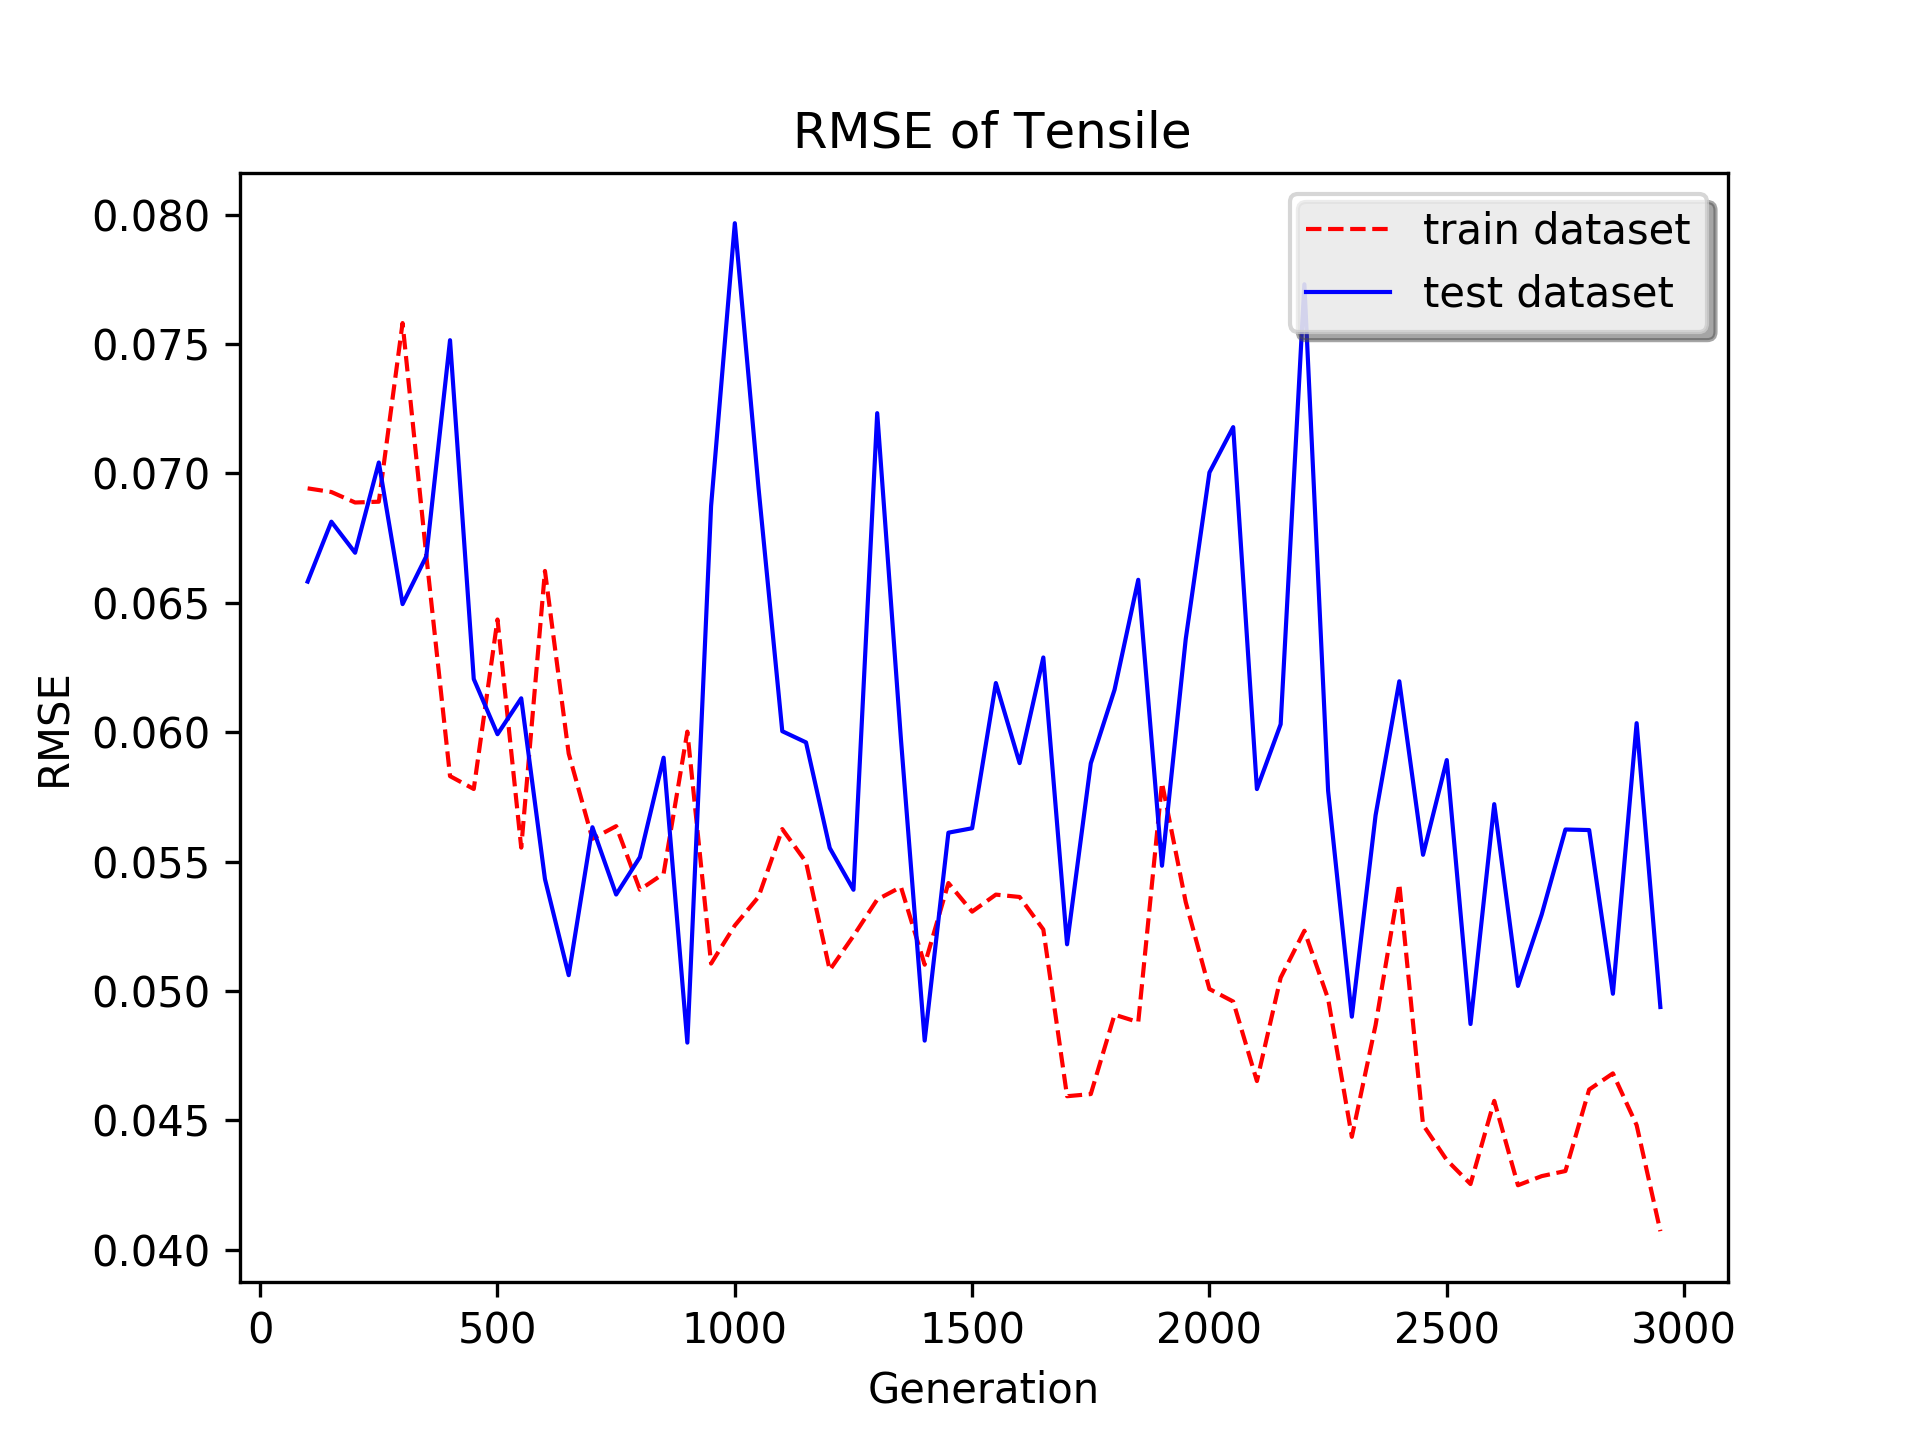 RMSE of Tensile
train dataset
test dataset
0.080
0.075
0.070
0.065
0.060
0.055
0.050
0.045
0.040
RMSE
0 500 1000 1500 2000 2500 3000
Generation